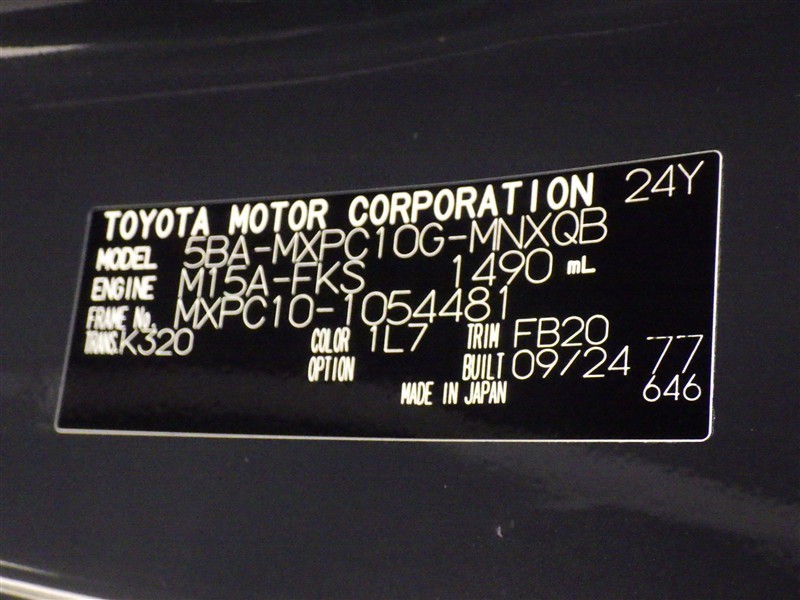 TOYOTA MOTOR CORPORATION 24Y
MODEL 5BA-MXPC10G-MNXQB
ENGINE M15A-FKS 1490 mL
FRAME No. MXPC10-1054481
TRANS. K320 COLOR 1L7 TRIM FB20 77
OPTION BUILT 09/24 646
MADE IN JAPAN